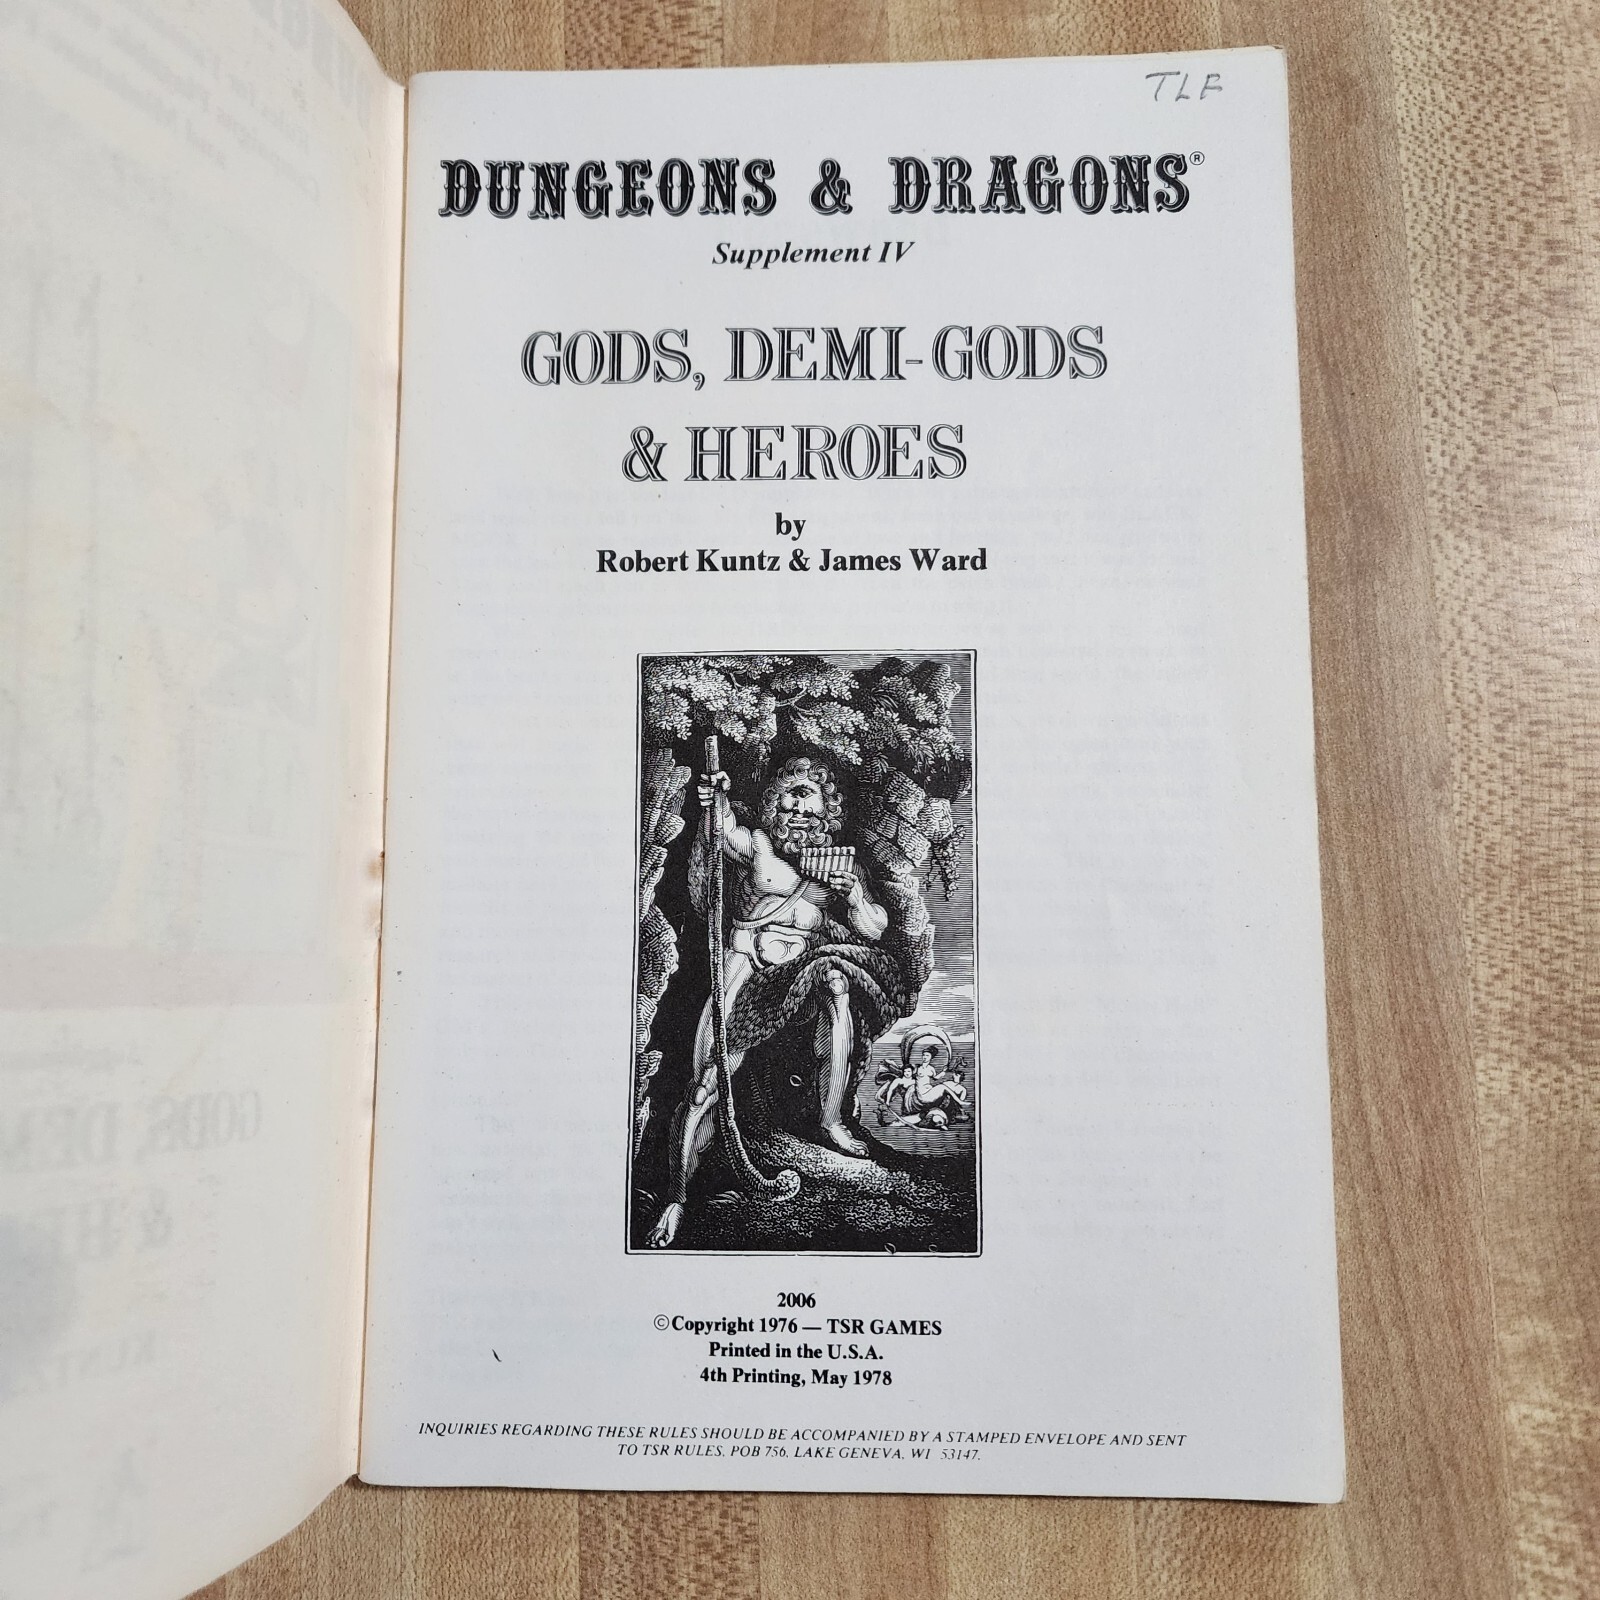 TLF
DUNGEONS & DRAGONS®
Supplement IV
GODS, DEMI-GODS
& HEROES
by
Robert Kuntz & James Ward
2006
©Copyright 1976 — TSR GAMES
Printed in the U.S.A.
4th Printing, May 1978
INQUIRIES REGARDING THESE RULES SHOULD BE ACCOMPANIED BY A STAMPED ENVELOPE AND SENT
TO TSR RULES, POB 756, LAKE GENEVA, WI 53147.